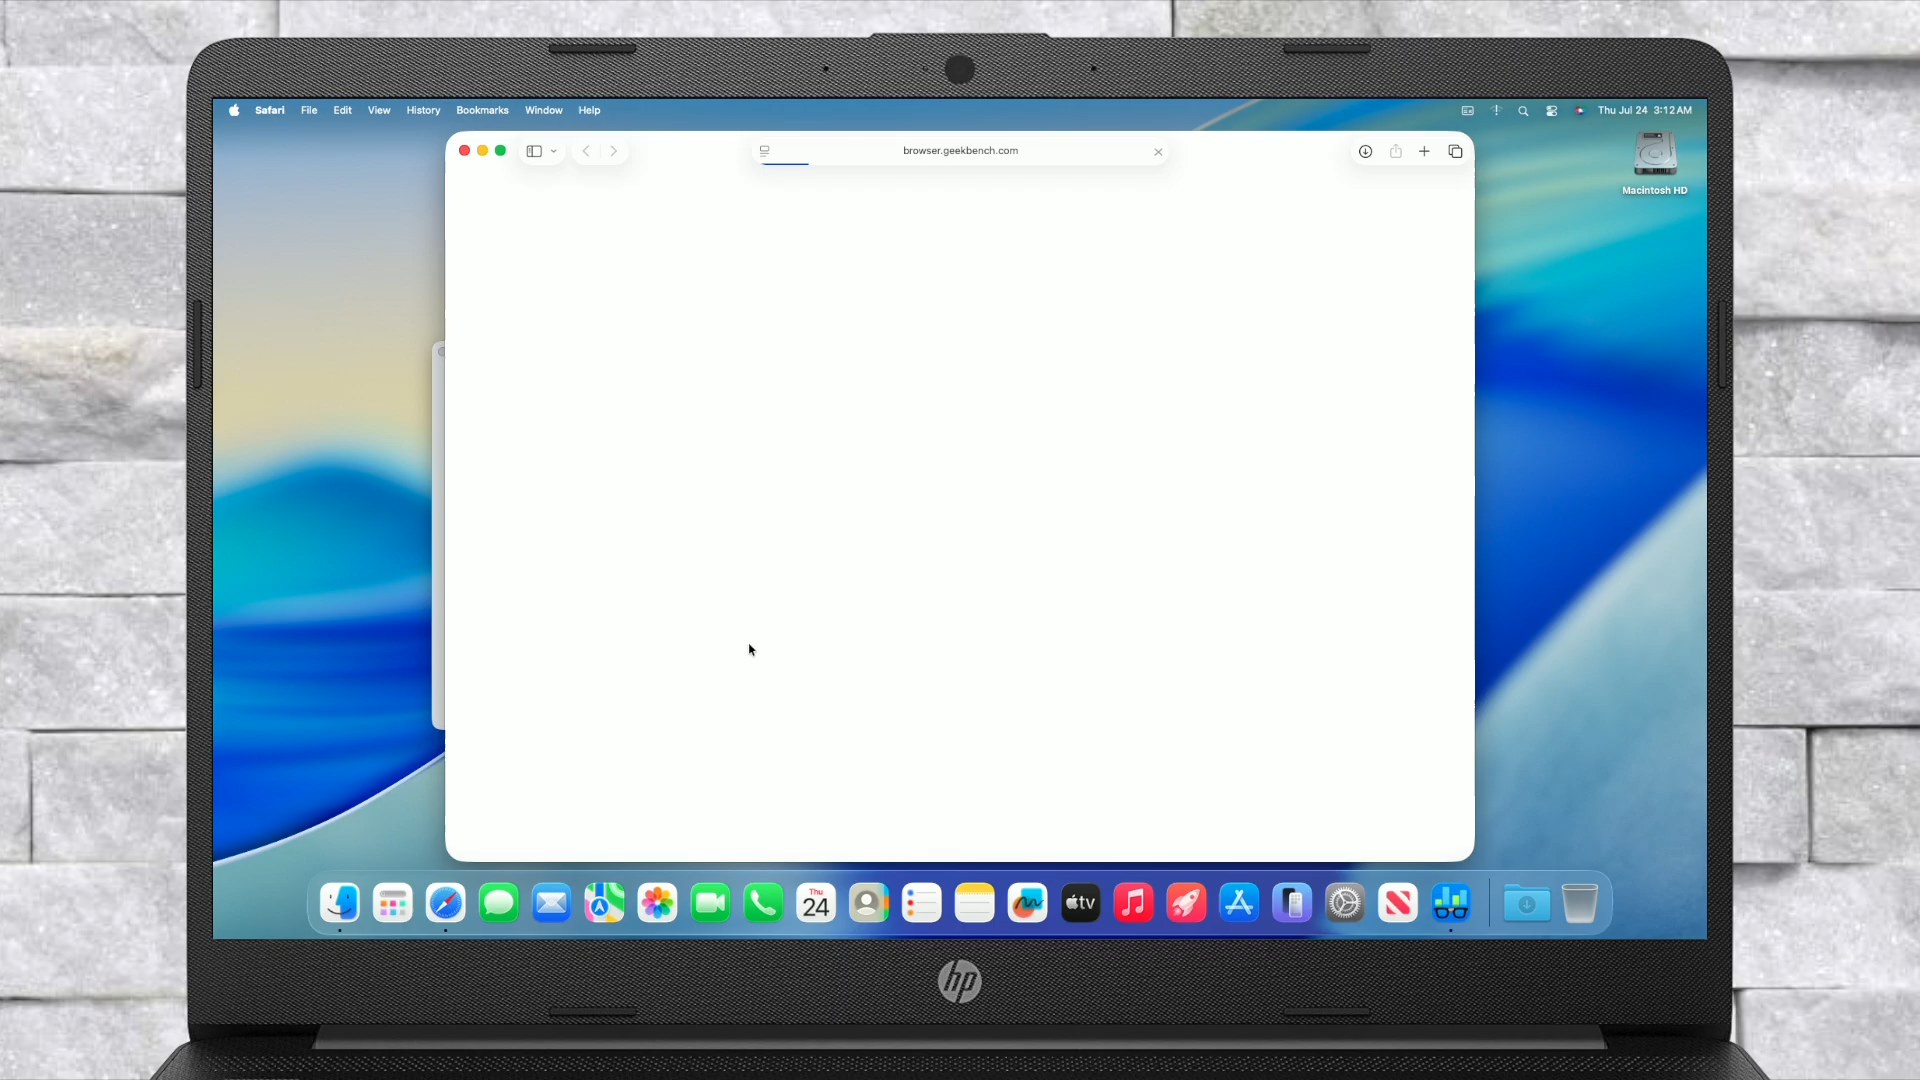 Safari File Edit View History Bookmarks Window Help Thu Jul 24 3:12 AM
browser.geekbench.com
Macintosh HD
Thu
24
tv
hp